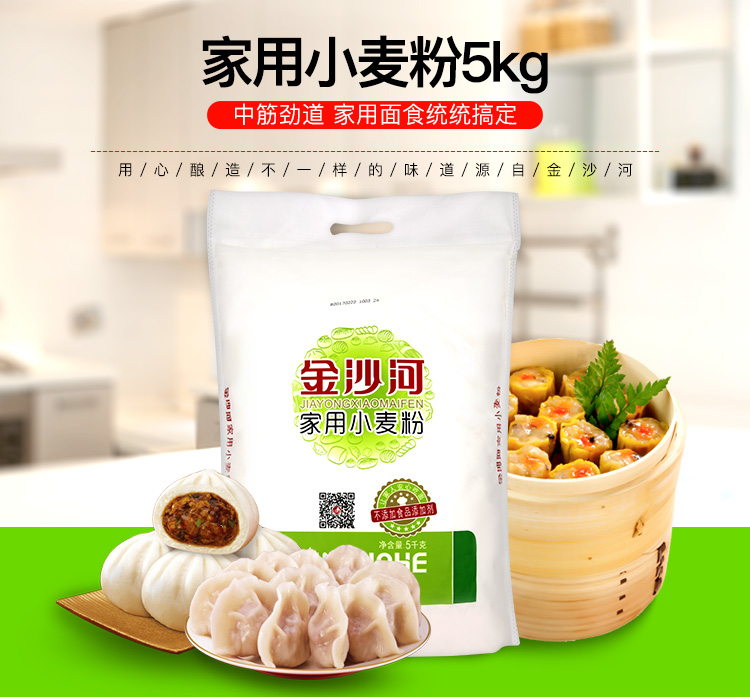 家用小麦粉5kg
中筋劲道 家用面食统统搞定
用/心/酿/造/不/一/样/的/味/道/源/自/金/沙/河
金沙河
JIAYONGXIAOMAIFEN
家用小麦粉
不添加食品添加剂
净含量:5千克